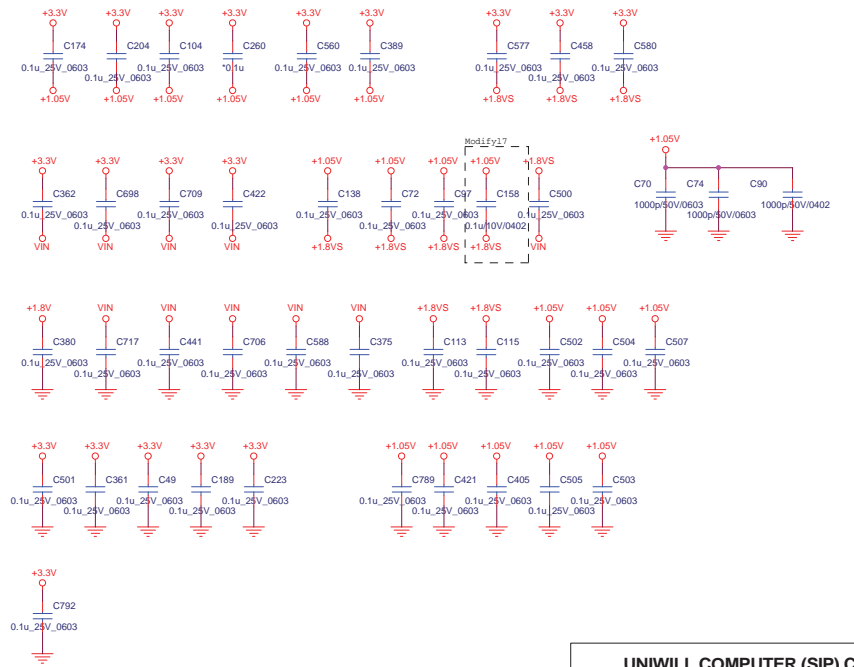 +3.3V +3.3V +3.3V +3.3V +3.3V +3.3V +3.3V +3.3V +3.3V
C174 C204 C104 C260 C560 C389 C577 C458 C580
0.1u_25V_0603 0.1u_25V_0603 0.1u_25V_0603 *0.1u 0.1u_25V_0603 0.1u_25V_0603 0.1u_25V_0603 0.1u_25V_0603 0.1u_25V_0603
+1.05V +1.05V +1.05V +1.05V +1.05V +1.05V +1.8VS +1.8VS +1.8VS
Modify17
+3.3V +3.3V +3.3V +3.3V +1.05V +1.05V +1.05V +1.05V +1.8VS +1.05V
C362 C698 C709 C422 C138 C72 C97 C158 C500 C70 C74 C90
0.1u_25V_0603 0.1u_25V_0603 0.1u_25V_0603 0.1u_25V_0603 0.1u_25V_0603 0.1u_25V_0603 0.1u_25V_0603 0.1u/10V/0402 0.1u_25V_0603 1000p/50V/0603 1000p/50V/0603 1000p/50V/0402
VIN VIN VIN VIN +1.8VS +1.8VS +1.8VS +1.8VS VIN
+1.8V VIN VIN VIN VIN VIN +1.8VS +1.8VS +1.05V +1.05V +1.05V
C380 C717 C441 C706 C588 C375 C113 C115 C502 C504 C507
0.1u_25V_0603 0.1u_25V_0603 0.1u_25V_0603 0.1u_25V_0603 0.1u_25V_0603 0.1u_25V_0603 0.1u_25V_0603 0.1u_25V_0603 0.1u_25V_0603 0.1u_25V_0603 0.1u_25V_0603
+3.3V +3.3V +3.3V +3.3V +3.3V +1.05V +1.05V +1.05V +1.05V +1.05V
C501 C361 C49 C189 C223 C789 C421 C405 C505 C503
0.1u_25V_0603 0.1u_25V_0603 0.1u_25V_0603 0.1u_25V_0603 0.1u_25V_0603 0.1u_25V_0603 0.1u_25V_0603 0.1u_25V_0603 0.1u_25V_0603 0.1u_25V_0603
+3.3V
C792
0.1u_25V_0603
UNIWILL COMPUTER (SIP) C